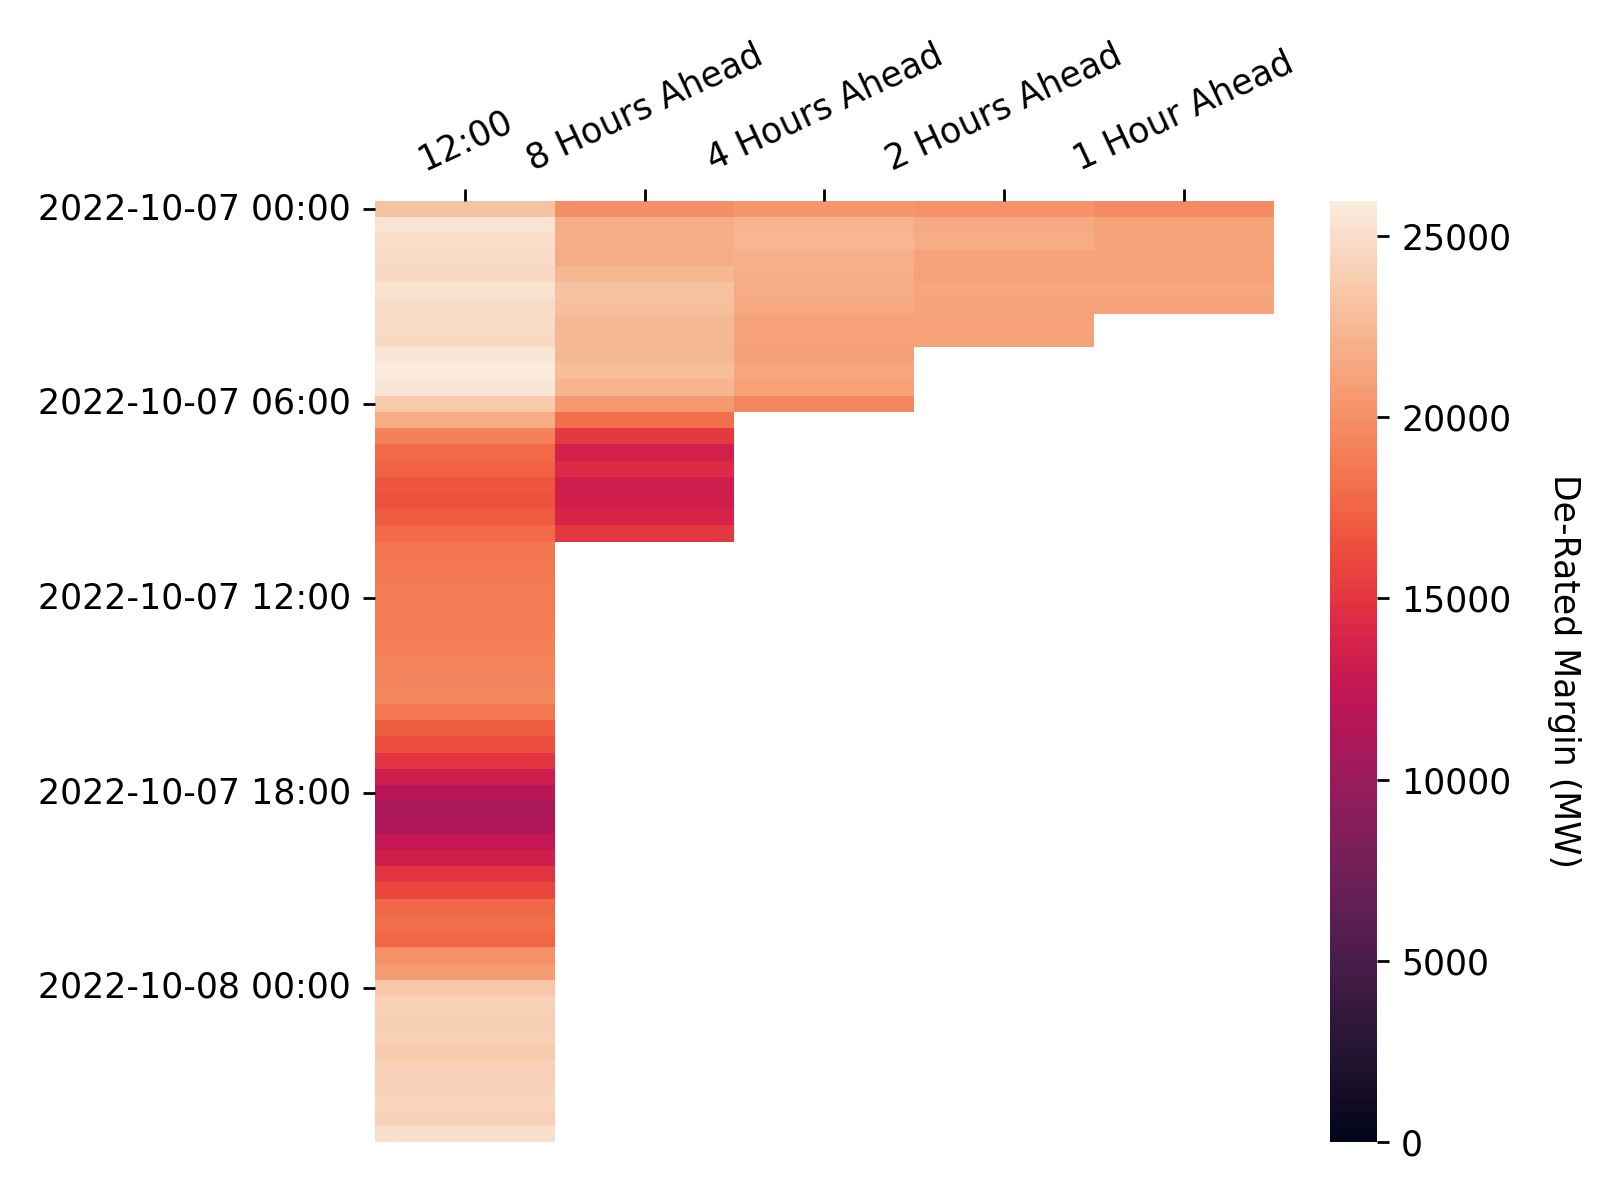 12:00
8 Hours Ahead
4 Hours Ahead
2 Hours Ahead
1 Hour Ahead
2022-10-07 00:00
2022-10-07 06:00
2022-10-07 12:00
2022-10-07 18:00
2022-10-08 00:00
25000
20000
15000
10000
5000
0
De-Rated Margin (MW)